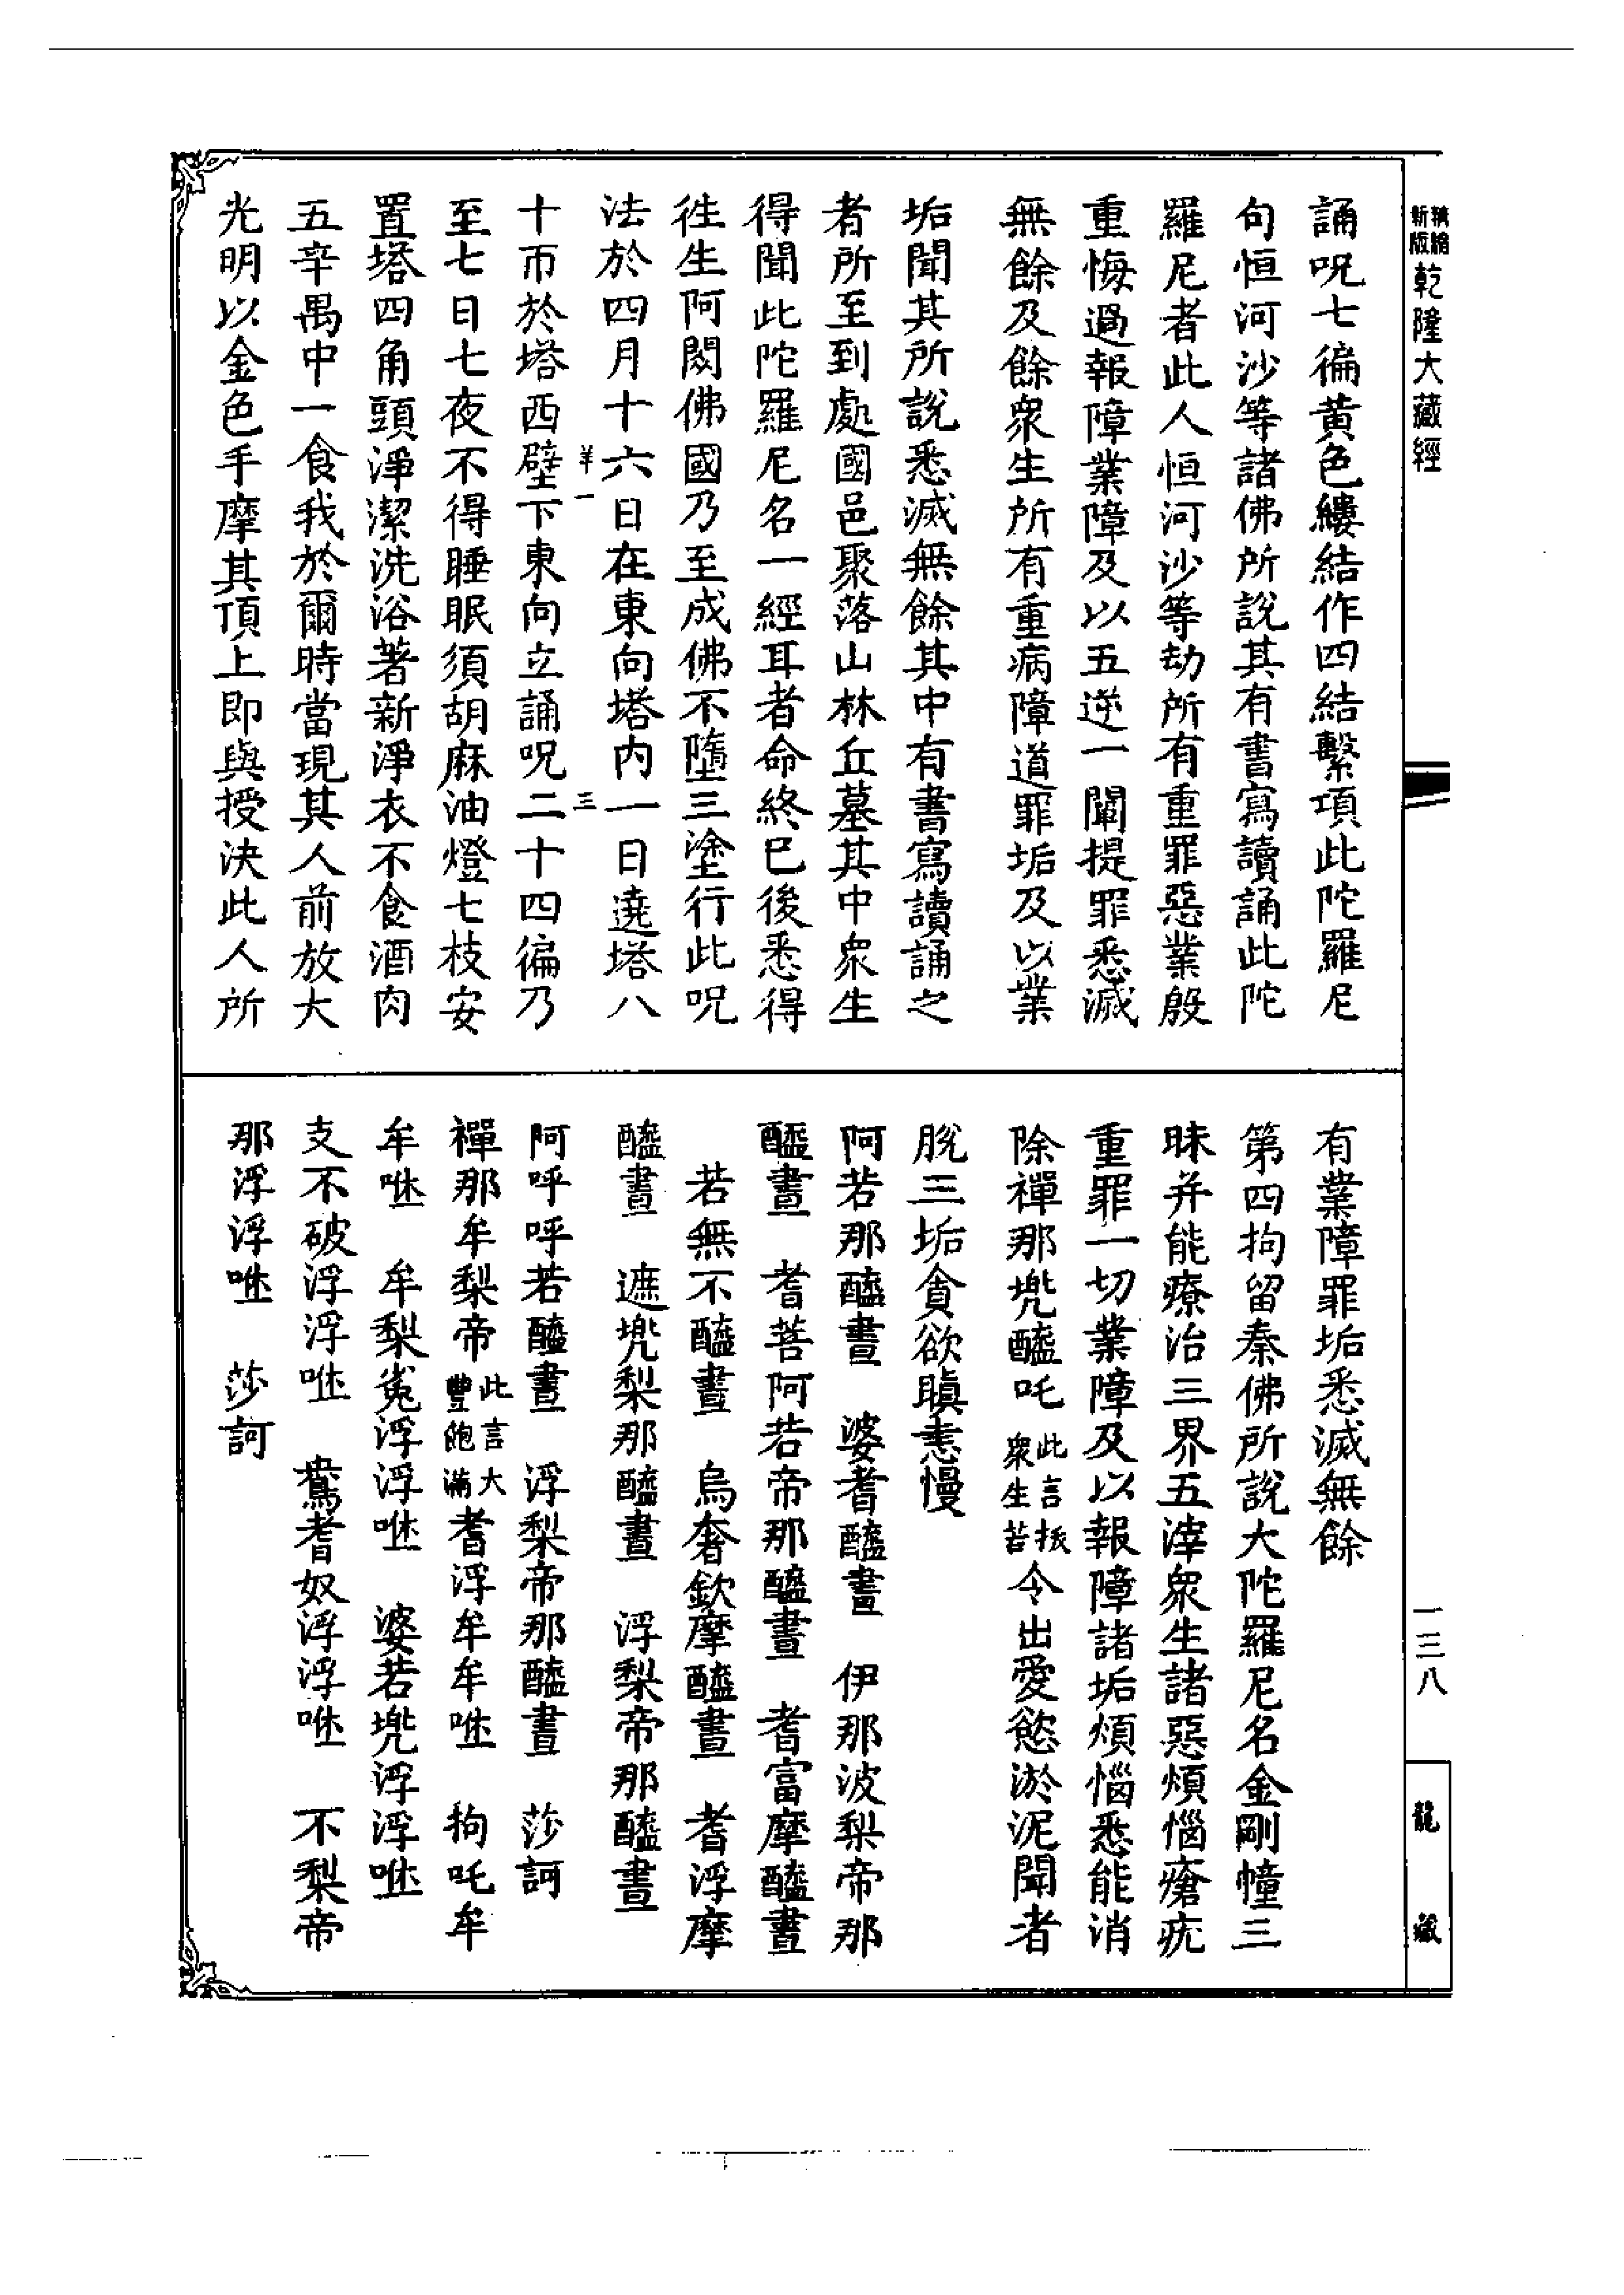 新版精縮乾隆大藏經
一三八
龍藏
誦呪七徧黃色縷結作四結繫項此陀羅尼
句恒河沙等諸佛所說其有書寫讀誦此陀
羅尼者此人恒河沙等劫所有重罪惡業殷
重悔過報障業障及以五逆一闡提罪悉滅
無餘及餘衆生所有重病障道罪垢及以業
垢聞其所說悉滅無餘其中有書寫讀誦之
者所至到處國邑聚落山林丘墓其中衆生
得聞此陀羅尼名一經耳者命終已後悉得
徃生阿閦佛國乃至成佛不墮三塗行此呪
法於四月十六日在東向塔内一日遶塔八
羊一
三
十帀於塔西壁下東向立誦呪二十四徧乃
至七日七夜不得睡眠須胡麻油燈七枝安
置塔四角頭淨潔洗浴著新淨衣不食酒肉
五辛禺中一食我於爾時當現其人前放大
光明以金色手摩其頂上即與授決此人所
有業障罪垢悉滅無餘
第四拘留秦佛所說大陀羅尼名金剛幢三
昧并能療治三界五滓衆生諸惡煩惱瘡疣
重罪一切業障及以報障諸垢煩惱悉能消
除禪那兠醯吒此言拔衆生苦令出愛慾淤泥聞者
脫三垢貪欲瞋恚慢
阿若那醯晝 婆耆醯晝 伊那波梨帝那
醯晝 耆菩阿若帝那醯晝 耆富摩醯晝
若無不醯晝 烏奢欽摩醯晝 耆浮摩
醯晝 遮兠梨那醯晝 浮梨帝那醯晝
阿呼呼若醯晝 浮梨帝那醯晝 莎訶
禪那牟梨帝此言大豐飽滿耆浮牟牟咝 拘吒牟
牟咝 牟梨㝹浮浮咝 婆若兠浮浮咝
支不破浮浮咝 鴦耆奴浮浮咝 不梨帝
那浮浮咝 莎訶